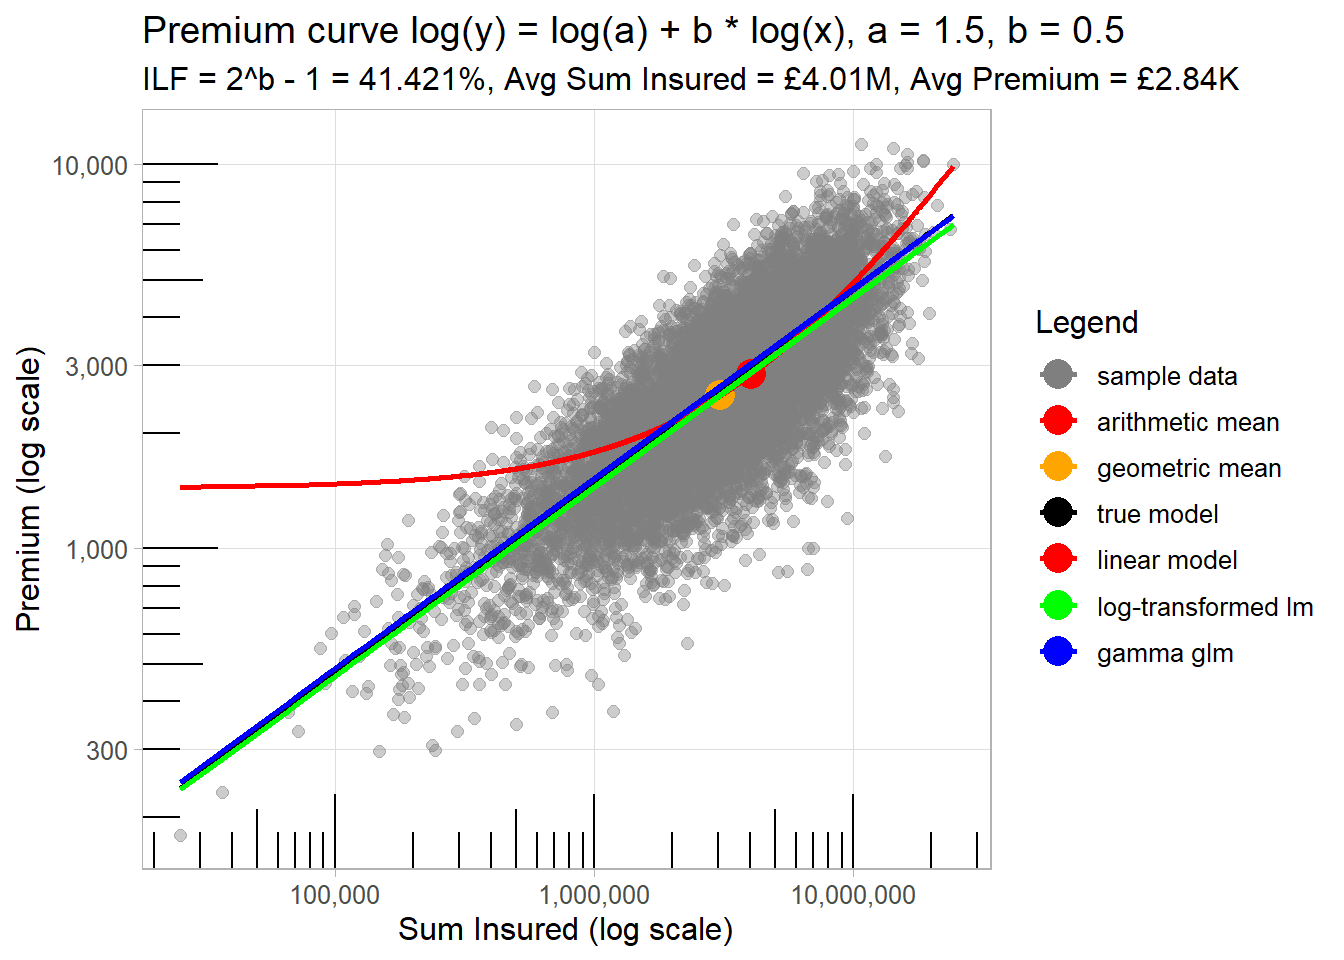 Premium curve log(y) = log(a) + b * log(x), a = 1.5, b = 0.5
ILF = 2^b - 1 = 41.421%, Avg Sum Insured = £4.01M, Avg Premium = £2.84K
10,000
3,000
1,000
300
Premium (log scale)
100,000
1,000,000
10,000,000
Sum Insured (log scale)
Legend
sample data
arithmetic mean
geometric mean
true model
linear model
log-transformed lm
gamma glm